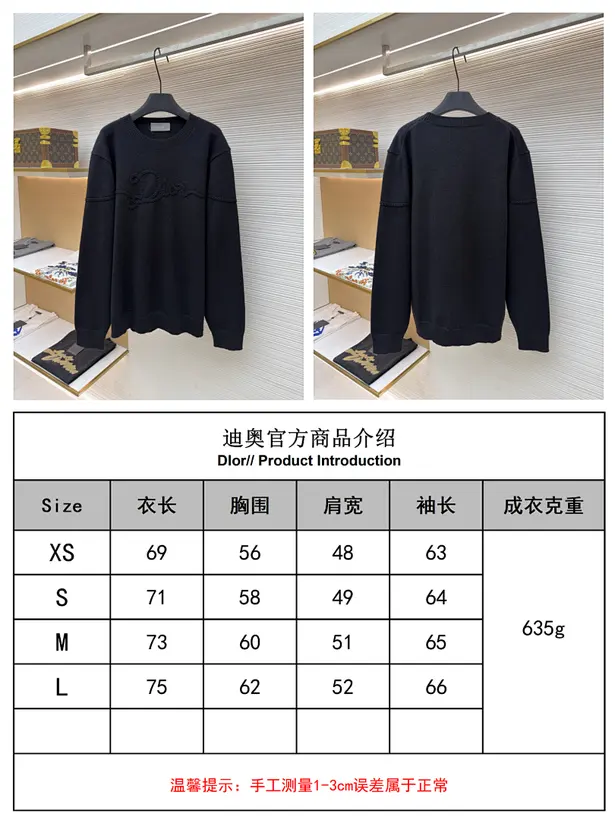 Dior
迪奥官方商品介绍
DIor// Product Introduction
Size 衣长 胸围 肩宽 袖长 成衣克重
XS 69 56 48 63
S 71 58 49 64
M 73 60 51 65
L 75 62 52 66
635g
温馨提示：手工测量1-3cm误差属于正常